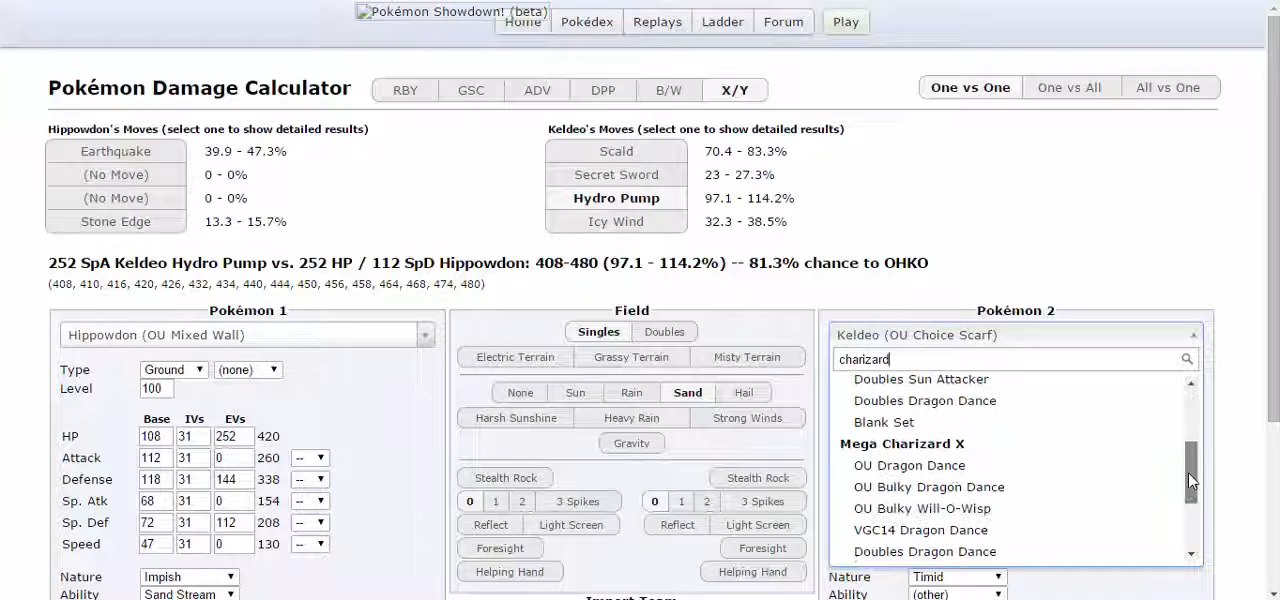 Pokémon Showdown! (beta)
Home Pokédex Replays Ladder Forum Play
Pokémon Damage Calculator RBY GSC ADV DPP B/W X/Y One vs One One vs All All vs One
Hippowdon's Moves (select one to show detailed results) Keldeo's Moves (select one to show detailed results)
Earthquake 39.9 - 47.3% Scald 70.4 - 83.3%
(No Move) 0 - 0% Secret Sword 23 - 27.3%
(No Move) 0 - 0% Hydro Pump 97.1 - 114.2%
Stone Edge 13.3 - 15.7% Icy Wind 32.3 - 38.5%
252 SpA Keldeo Hydro Pump vs. 252 HP / 112 SpD Hippowdon: 408-480 (97.1 - 114.2%) -- 81.3% chance to OHKO
(408, 410, 416, 420, 426, 432, 434, 440, 444, 450, 456, 458, 464, 468, 474, 480)
Pokémon 1
Hippowdon (OU Mixed Wall)
Type Ground (none)
Level 100
Base IVs EVs
HP 108 31 252 420
Attack 112 31 0 260 --
Defense 118 31 144 338 --
Sp. Atk 68 31 0 154 --
Sp. Def 72 31 112 208 --
Speed 47 31 0 130 --
Nature Impish
Ability Sand Stream
Field
Singles Doubles
Electric Terrain Grassy Terrain Misty Terrain
None Sun Rain Sand Hail
Harsh Sunshine Heavy Rain Strong Winds
Gravity
Stealth Rock Stealth Rock
0 1 2 3 Spikes 0 1 2 3 Spikes
Reflect Light Screen Reflect Light Screen
Foresight Foresight
Helping Hand Helping Hand
Import Team
Pokémon 2
Keldeo (OU Choice Scarf)
charizard
Doubles Sun Attacker
Doubles Dragon Dance
Blank Set
Mega Charizard X
OU Dragon Dance
OU Bulky Dragon Dance
OU Bulky Will-O-Wisp
VGC14 Dragon Dance
Doubles Dragon Dance
Nature Timid
Ability (other)